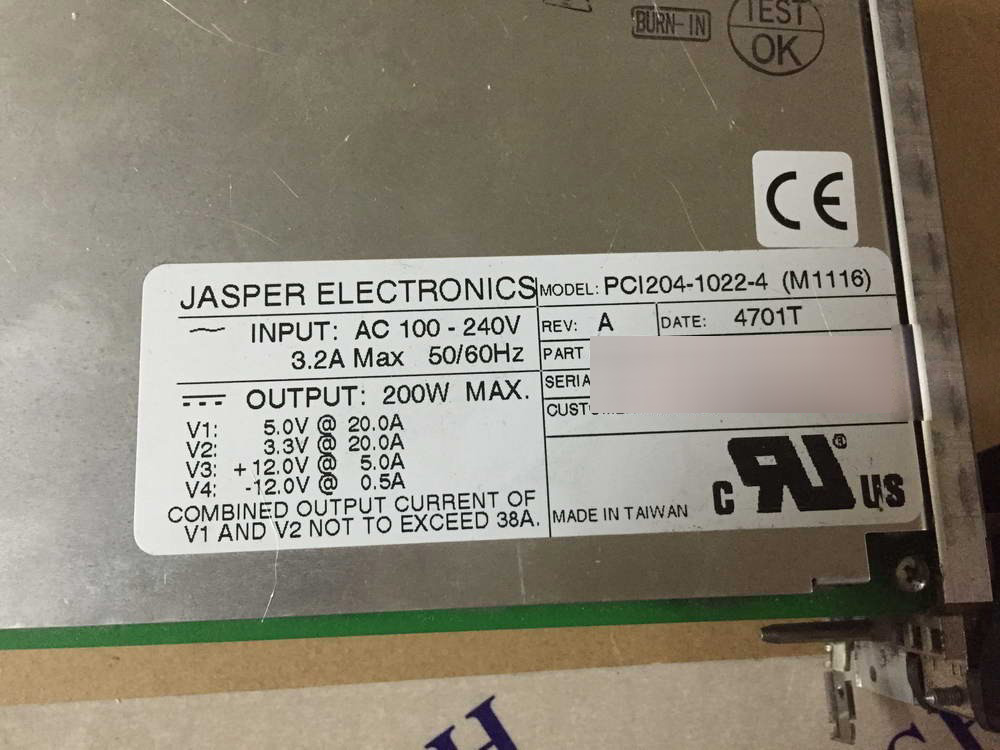 BURN-IN
TEST
OK
CE
JASPER ELECTRONICS
INPUT: AC 100 - 240V
3.2A Max 50/60Hz
OUTPUT: 200W MAX.
V1: 5.0V @ 20.0A
V2: 3.3V @ 20.0A
V3: +12.0V @ 5.0A
V4: -12.0V @ 0.5A
COMBINED OUTPUT CURRENT OF
V1 AND V2 NOT TO EXCEED 38A.
MODEL: PCI204-1022-4 (M1116)
REV: A
DATE: 4701T
PART
MADE IN TAIWAN
C RU ® US